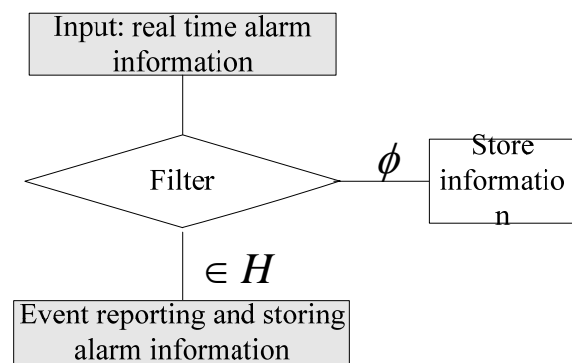 Input: real time alarm
information
Filter
ϕ
Store
informatio
n
∈ H
Event reporting and storing
alarm information